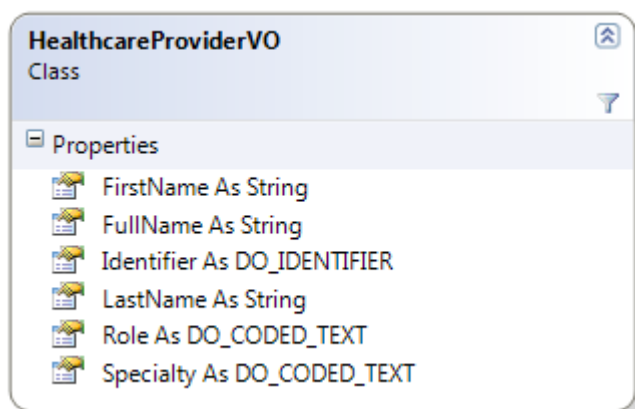 HealthcareProviderVO
Class
Properties
FirstName As String
FullName As String
Identifier As DO_IDENTIFIER
LastName As String
Role As DO_CODED_TEXT
Specialty As DO_CODED_TEXT